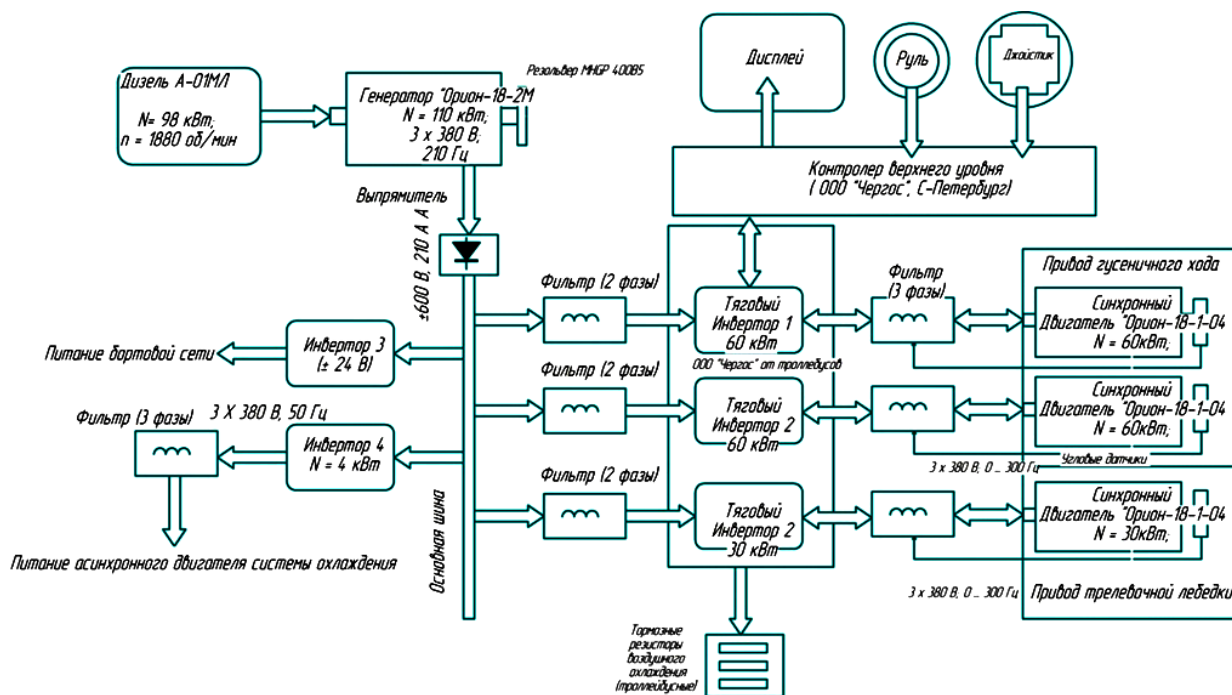 Дизель А-01МЛ
N= 98 кВт;
n = 1880 об/мин
Генератор "Орион-18-2М
N = 110 кВт;
3 х 380 В;
210 Гц
Резольвер MHGP 400B5
Дисплей
Руль
Джойстик
Контролер верхнего уровня
( ООО "Чергос", С-Петербург)
Выпрямитель
±600 В, 210 А А
Фильтр (2 фазы)
Тяговый
Инвертор 1
60 кВт
ООО "Чергос" от троллебусов
Фильтр
(3 фазы)
Привод гусеничного хода
Синхронный
Двигатель "Орион-18-1-04
N = 60кВт;
Питание бортовой сети
Инвертор 3
(± 24 В)
Фильтр (2 фазы)
Тяговый
Инвертор 2
60 кВт
Синхронный
Двигатель "Орион-18-1-04
N = 60кВт;
Угловые датчики
3 х 380 В, 0 ... 300 Гц
Фильтр (3 фазы)
3 Х 380 В, 50 Гц
Инвертор 4
N = 4 кВт
Питание асинхронного двигателя системы охлаждения
Основная шина
Фильтр (2 фазы)
Тяговый
Инвертор 2
30 кВт
Синхронный
Двигатель "Орион-18-1-04
N = 30кВт;
3 х 380 В, 0 ... 300 Гц
Привод трелевочной лебедки
Тормозные
резисторы
воздушного
охлаждения
(троллейбусные)